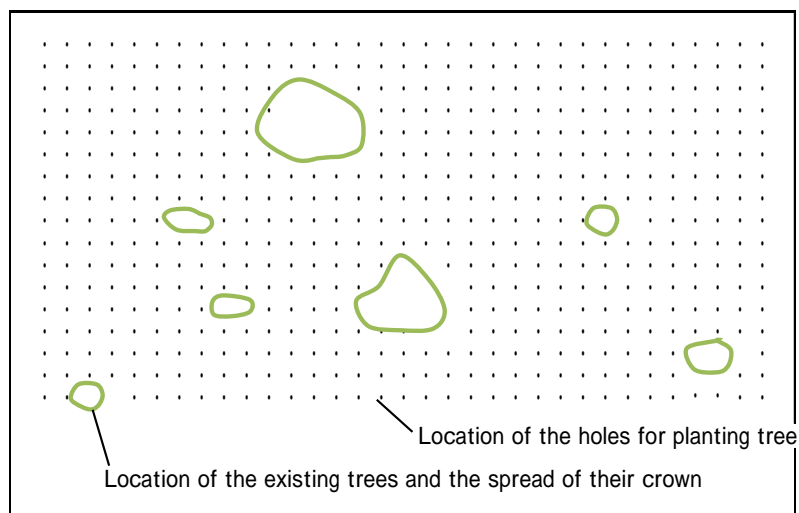 Location of the holes for planting tree
Location of the existing trees and the spread of their crown